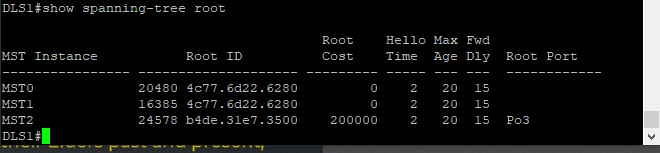 DLS1#show spanning-tree root
Root Hello Max Fwd
MST Instance Root ID Cost Time Age Dly Root Port
---------------- -------------------- --------- ----- --- --- ------------
MST0 20480 4c77.6d22.6280 0 2 20 15
MST1 16385 4c77.6d22.6280 0 2 20 15
MST2 24578 b4de.31e7.3500 200000 2 20 15 Po3
DLS1#
their Elders past and present,